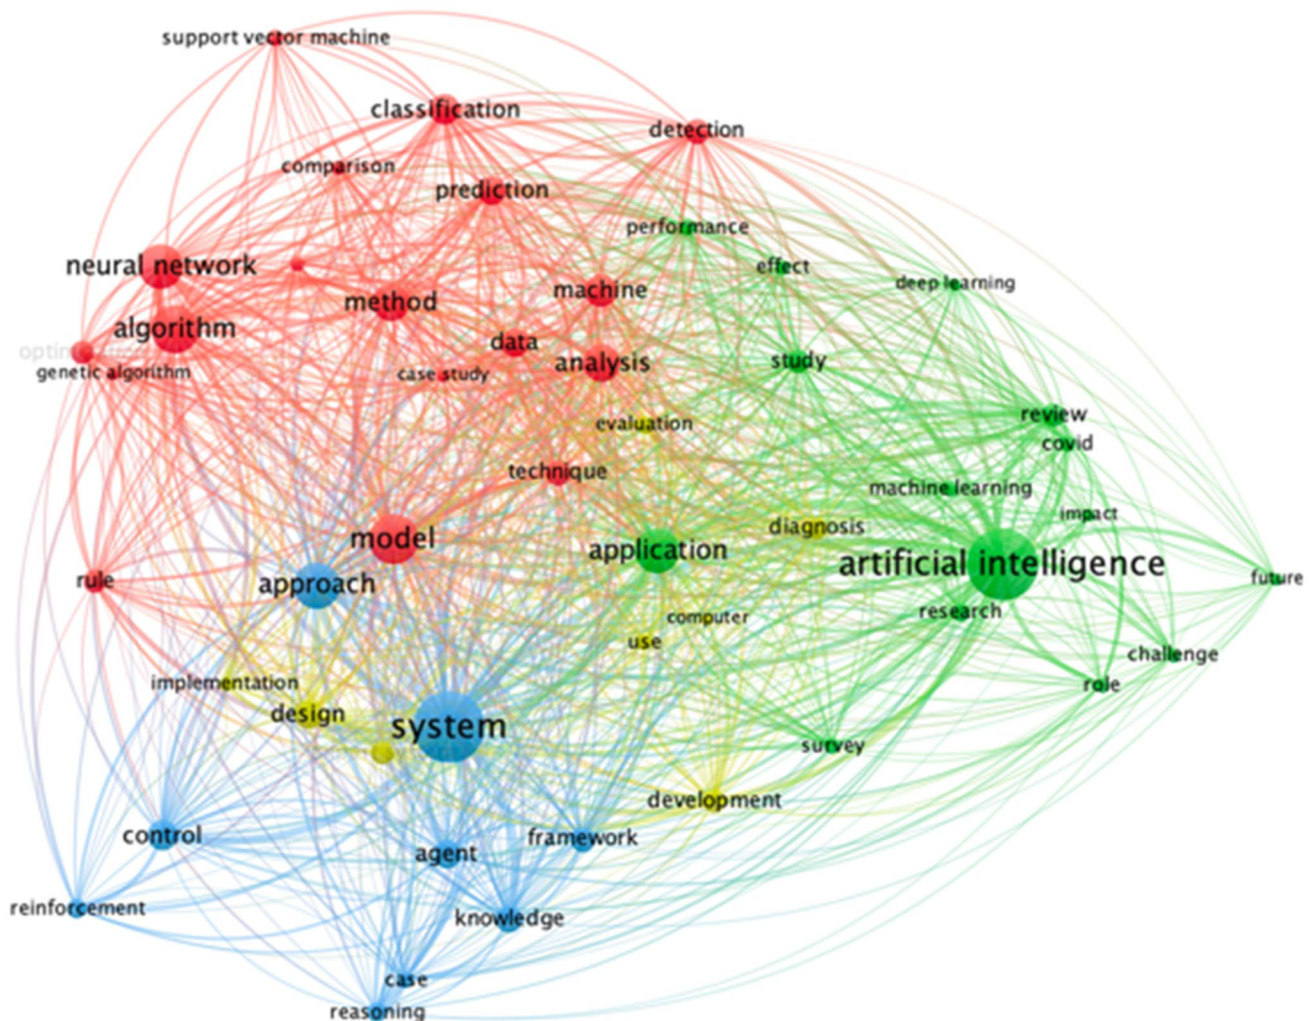 support vector machine
classification
detection
comparison
prediction
performance
neural network
effect
deep learning
machine
method
algorithm
data
genetic algorithm
case study
analysis
study
review
evaluation
covid
technique
machine learning
impact
diagnosis
model
application
artificial intelligence
rule
approach
future
research
computer
use
challenge
implementation
role
design
system
survey
development
control
framework
agent
reinforcement
knowledge
case
reasoning